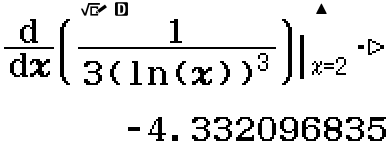 √□/ D ▲
d/dx(1/(3(ln(x))^3))|x=2 -▷
-4.332096835